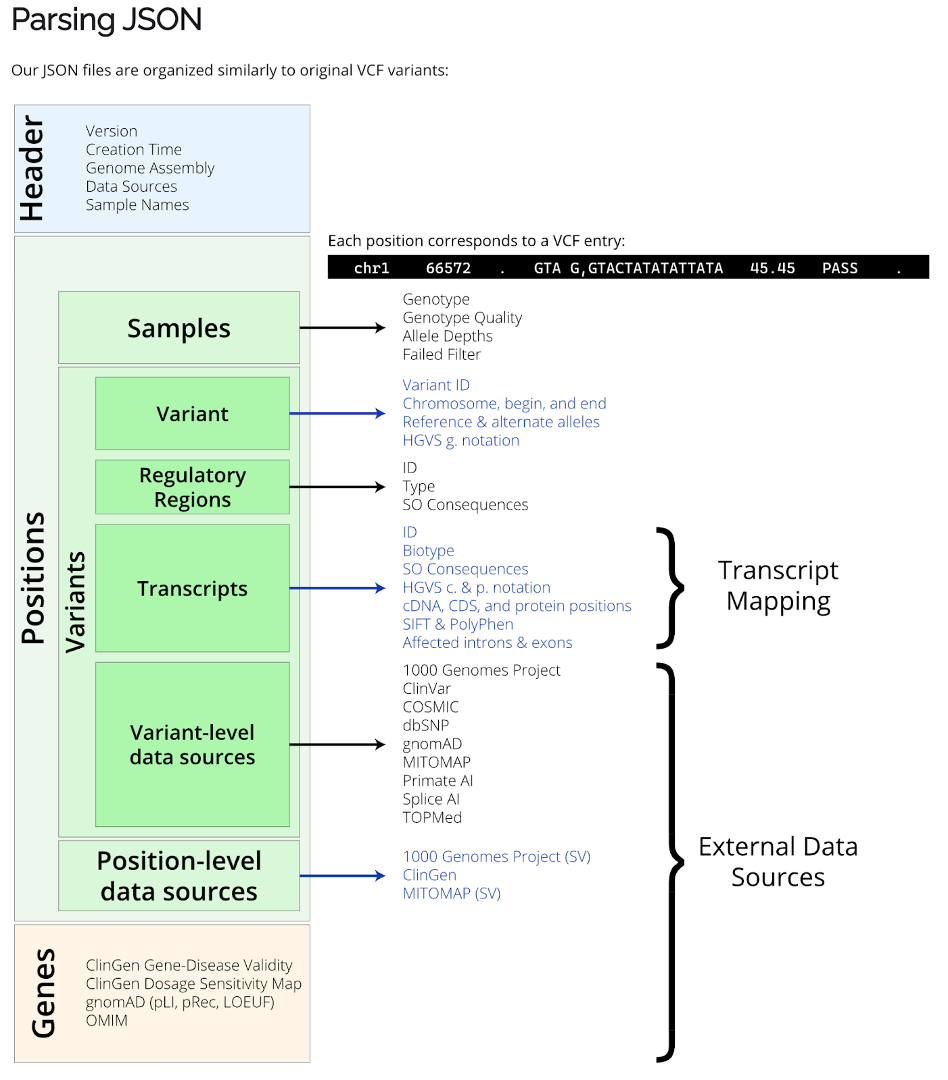 Parsing JSON
Our JSON files are organized similarly to original VCF variants:
Header
Version
Creation Time
Genome Assembly
Data Sources
Sample Names
Each position corresponds to a VCF entry:
chr1 66572 . GTA G,GTACTATATATTATA 45.45 PASS .
Positions
Samples
Genotype
Genotype Quality
Allele Depths
Failed Filter
Variants
Variant
Variant ID
Chromosome, begin, and end
Reference & alternate alleles
HGVS g. notation
Regulatory
Regions
ID
Type
SO Consequences
Transcripts
ID
Biotype
SO Consequences
HGVS c. & p. notation
cDNA, CDS, and protein positions
SIFT & PolyPhen
Affected introns & exons
Transcript
Mapping
Variant-level
data sources
1000 Genomes Project
ClinVar
COSMIC
dbSNP
gnomAD
MITOMAP
Primate AI
Splice AI
TOPMed
Position-level
data sources
1000 Genomes Project (SV)
ClinGen
MITOMAP (SV)
External Data
Sources
Genes
ClinGen Gene-Disease Validity
ClinGen Dosage Sensitivity Map
gnomAD (pLI, pRec, LOEUF)
OMIM